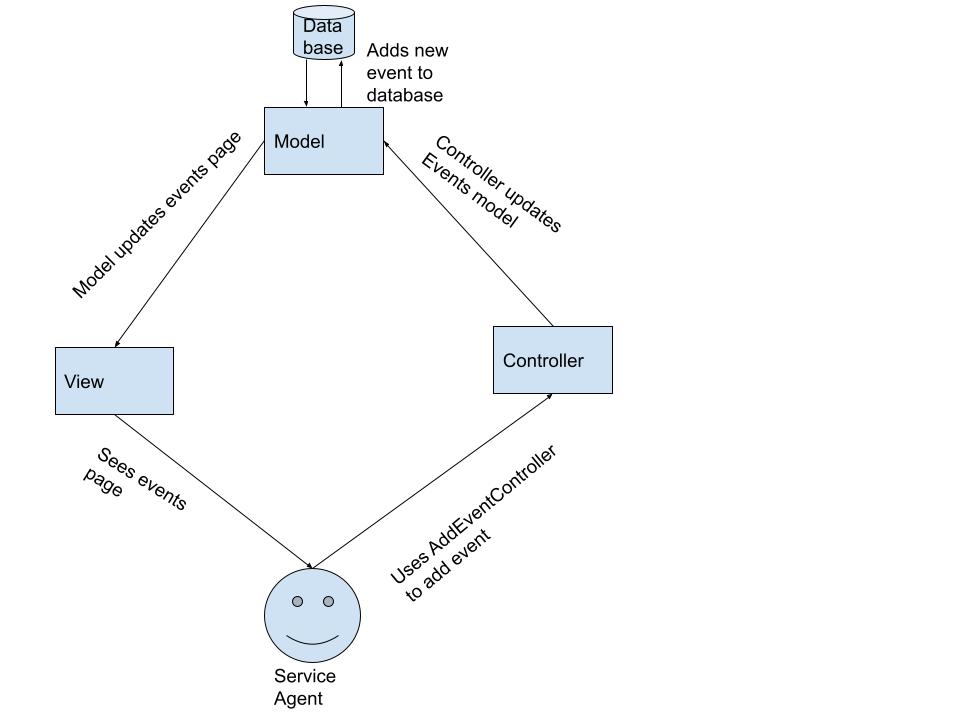 Data
base
Adds new
event to
database
Model
Model updates events page
Controller updates
Events model
View
Controller
Sees events
page
Uses AddEventController
to add event
Service
Agent